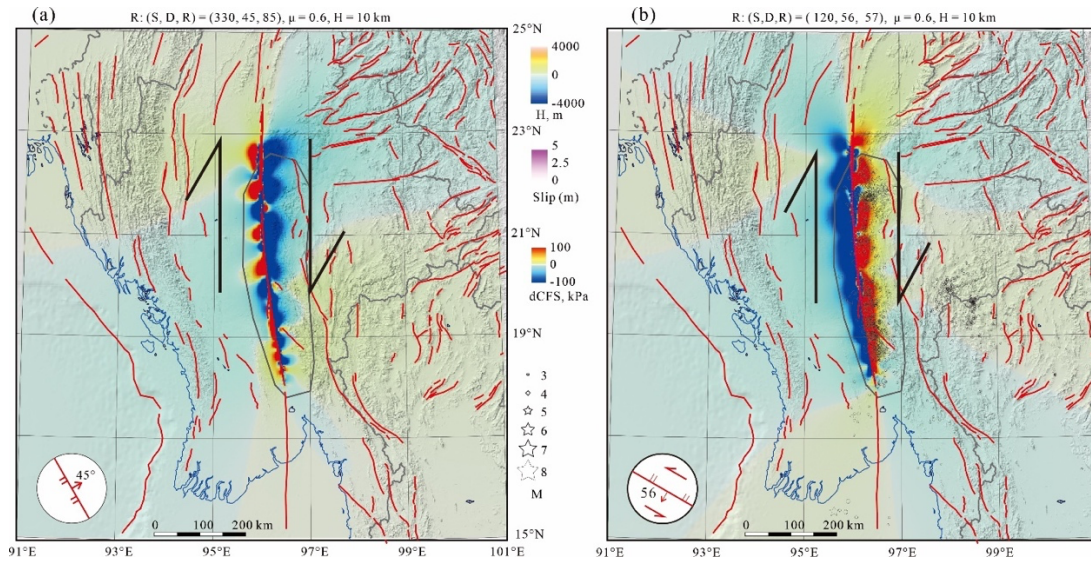 (a) R: (S, D, R) = (330, 45, 85), μ = 0.6, H = 10 km
(b) R: (S,D,R) = ( 120, 56, 57), μ = 0.6, H = 10 km
25°N
4000
0
-4000
H, m
23°N
5
2.5
0
Slip (m)
21°N
100
0
-100
dCFS, kPa
19°N
3
4
5
6
7
8
M
45°
56
0 100 200 km
0 100 200 km
15°N
91°E 93°E 95°E 97°E 99°E 101°E
91°E 93°E 95°E 97°E 99°E